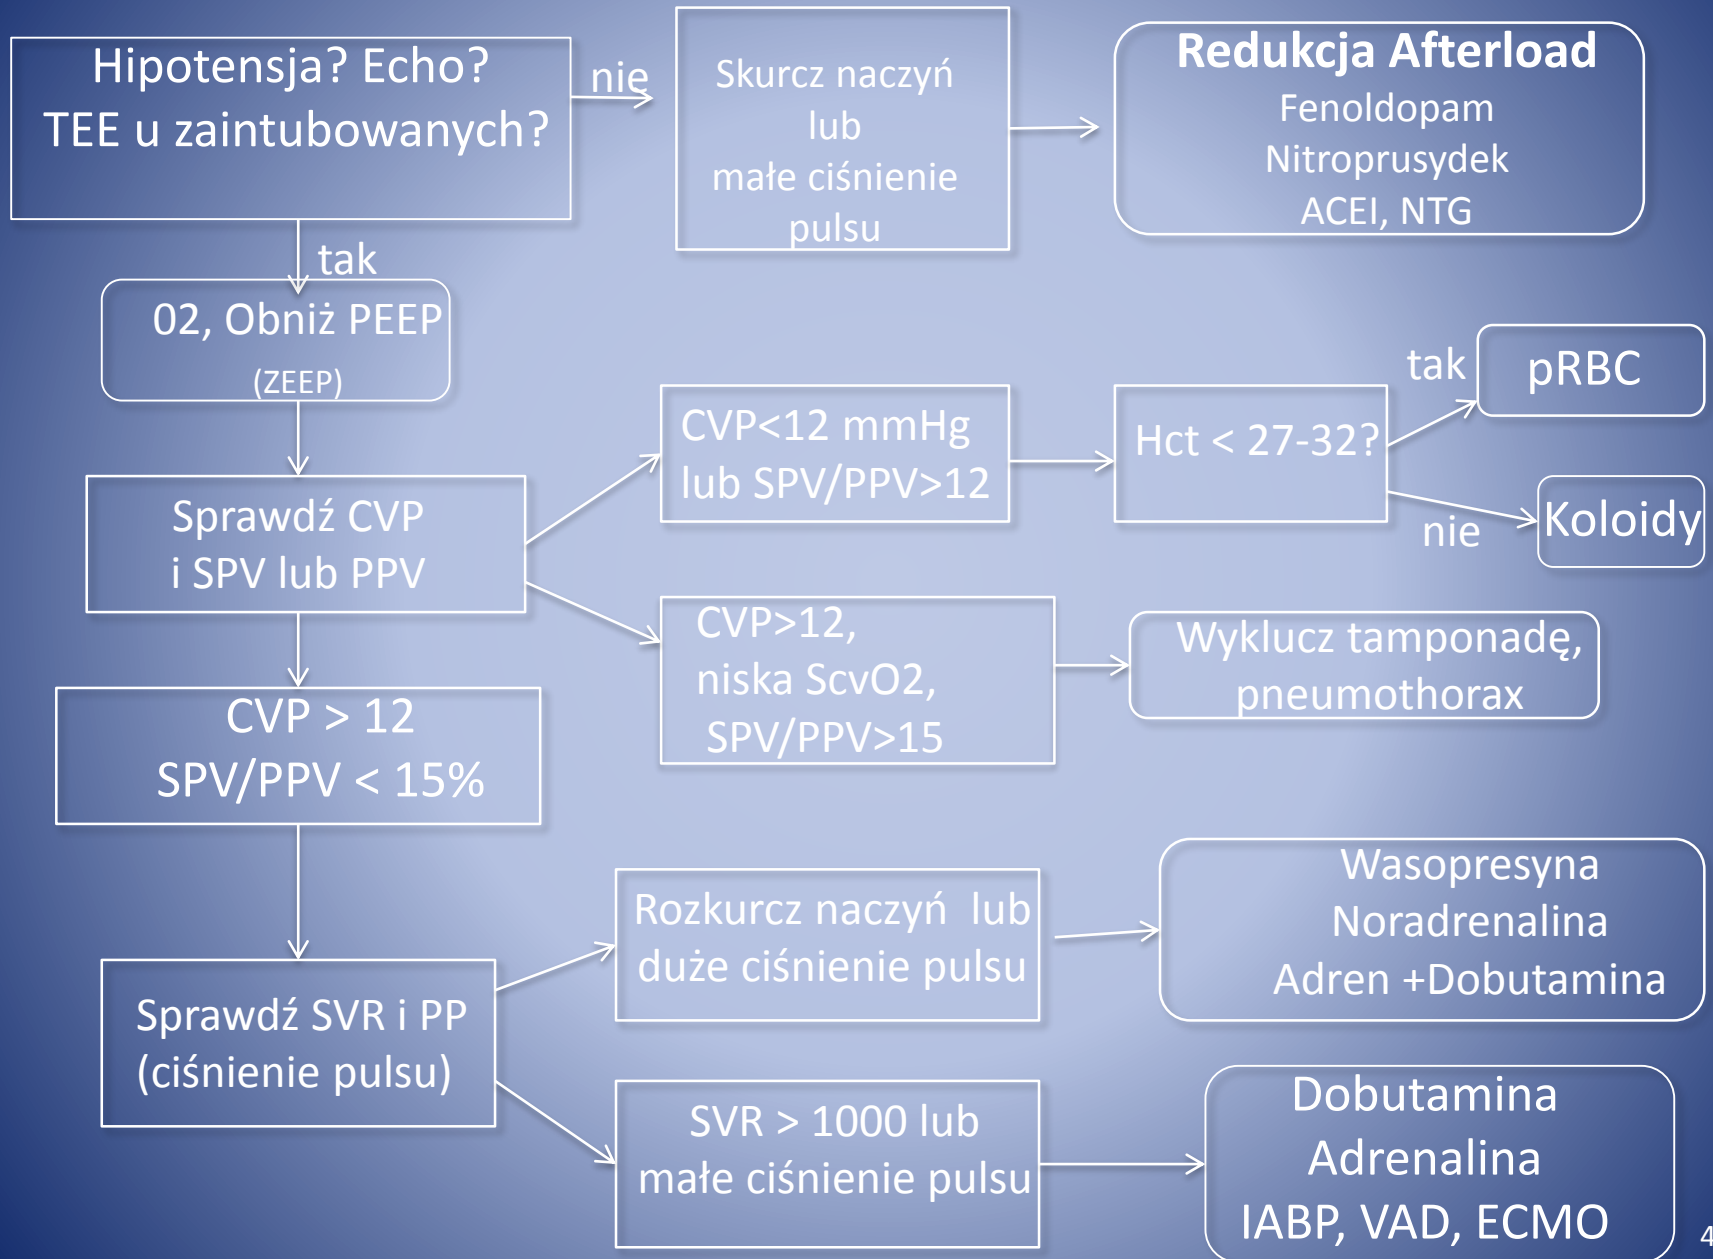 Hipotensja? Echo?
TEE u zaintubowanych?
nie
Skurcz naczyń
lub
małe ciśnienie
pulsu
Redukcja Afterload
Fenoldopam
Nitroprusydek
ACEI, NTG
tak
02, Obniż PEEP
(ZEEP)
Sprawdź CVP
i SPV lub PPV
CVP<12 mmHg
lub SPV/PPV>12
Hct < 27-32?
tak
pRBC
nie
Koloidy
CVP>12,
niska ScvO2,
SPV/PPV>15
Wyklucz tamponadę,
pneumothorax
CVP > 12
SPV/PPV < 15%
Sprawdź SVR i PP
(ciśnienie pulsu)
Rozkurcz naczyń lub
duże ciśnienie pulsu
Wasopresyna
Noradrenalina
Adren +Dobutamina
SVR > 1000 lub
małe ciśnienie pulsu
Dobutamina
Adrenalina
IABP, VAD, ECMO
4